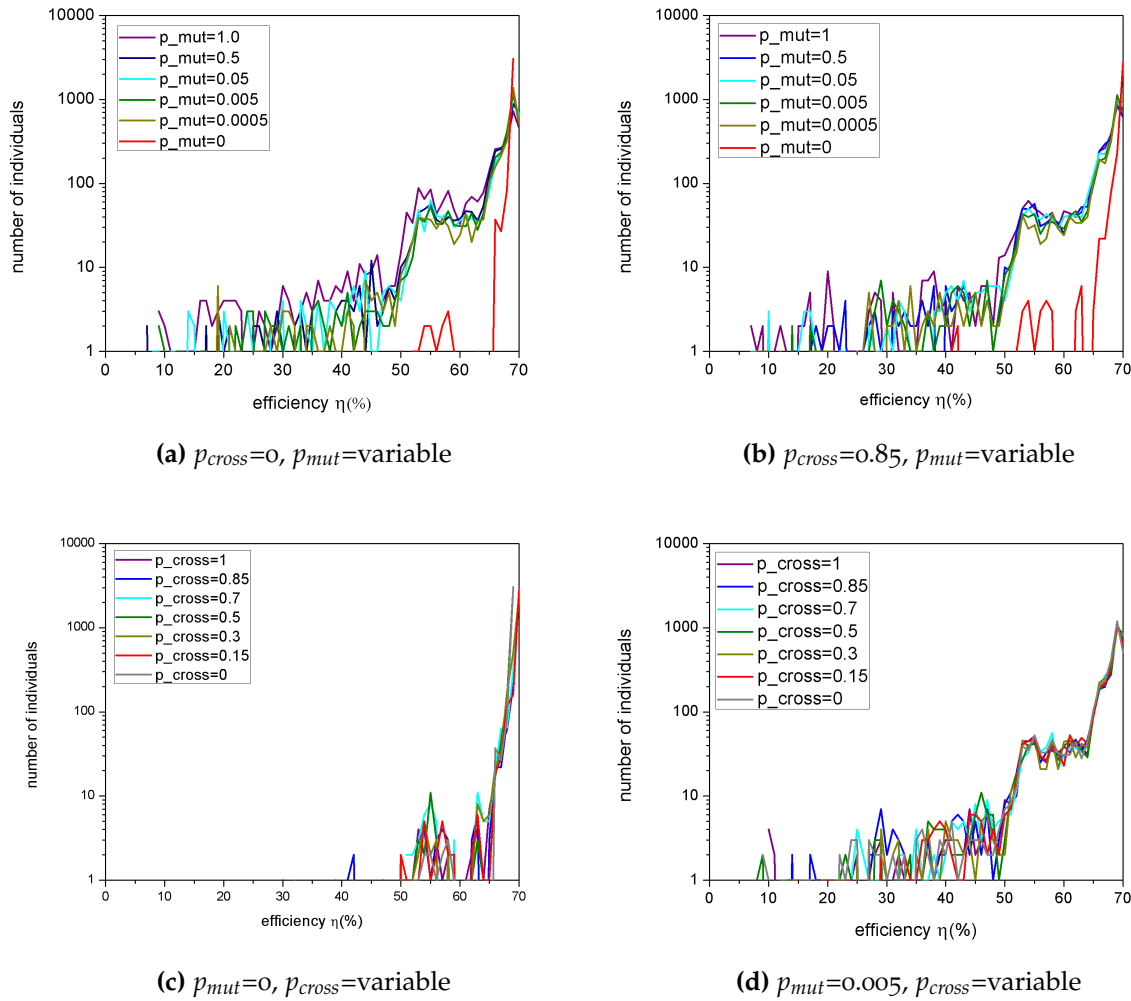 10000
1000
100
10
1
number of individuals
p_mut=1.0
p_mut=0.5
p_mut=0.05
p_mut=0.005
p_mut=0.0005
p_mut=0
0 10 20 30 40 50 60 70
efficiency η(%)
(a) p_cross=0, p_mut=variable
10000
1000
100
10
1
number of individuals
p_mut=1
p_mut=0.5
p_mut=0.05
p_mut=0.005
p_mut=0.0005
p_mut=0
0 10 20 30 40 50 60 70
efficiency η(%)
(b) p_cross=0.85, p_mut=variable
10000
1000
100
10
1
number of individuals
p_cross=1
p_cross=0.85
p_cross=0.7
p_cross=0.5
p_cross=0.3
p_cross=0.15
p_cross=0
0 10 20 30 40 50 60 70
efficiency η(%)
(c) p_mut=0, p_cross=variable
10000
1000
100
10
1
number of individuals
p_cross=1
p_cross=0.85
p_cross=0.7
p_cross=0.5
p_cross=0.3
p_cross=0.15
p_cross=0
0 10 20 30 40 50 60 70
efficiency η(%)
(d) p_mut=0.005, p_cross=variable